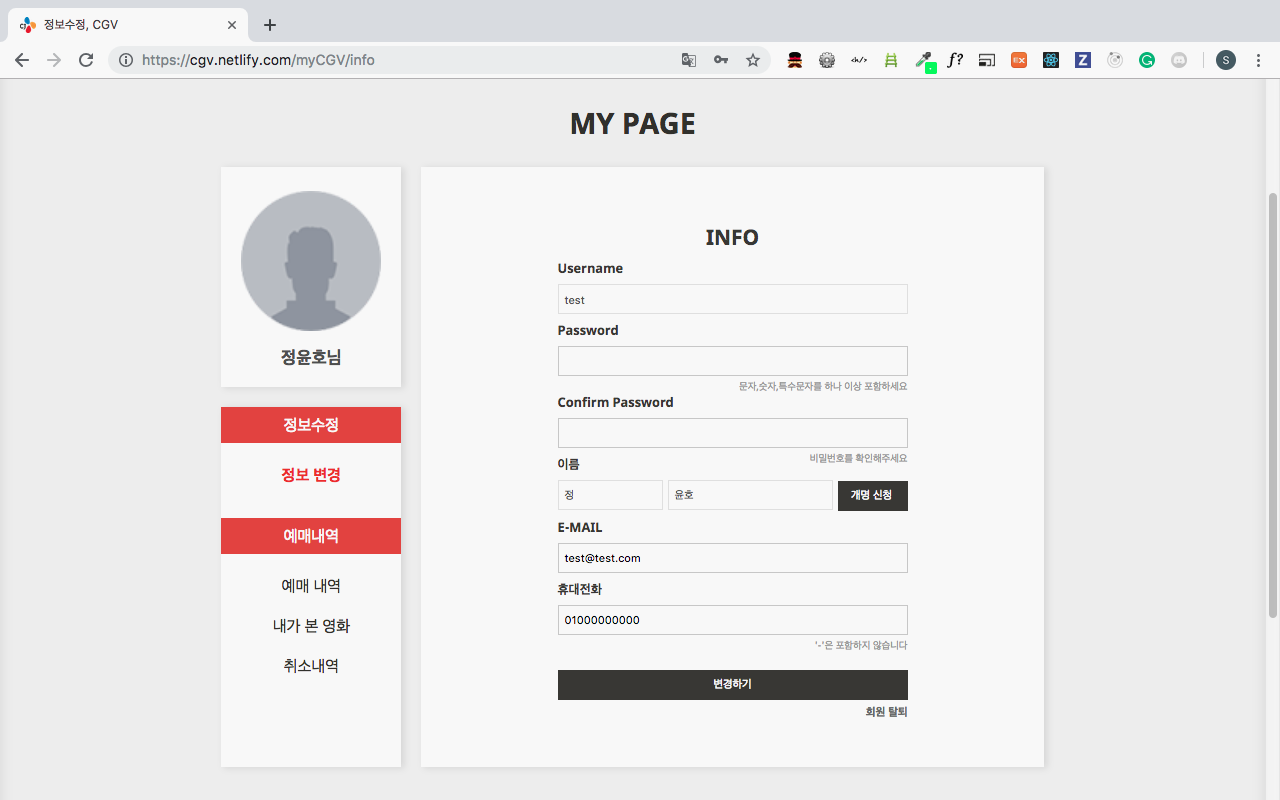 정보수정, CGV
https://cgv.netlify.com/myCGV/info
S
MY PAGE
정윤호님
정보수정
정보 변경
예매내역
예매 내역
내가 본 영화
취소내역
INFO
Username
test
Password
문자,숫자,특수문자를 하나 이상 포함하세요
Confirm Password
비밀번호를 확인해주세요
이름
정
윤호
개명 신청
E-MAIL
test@test.com
휴대전화
01000000000
'-'은 포함하지 않습니다
변경하기
회원 탈퇴